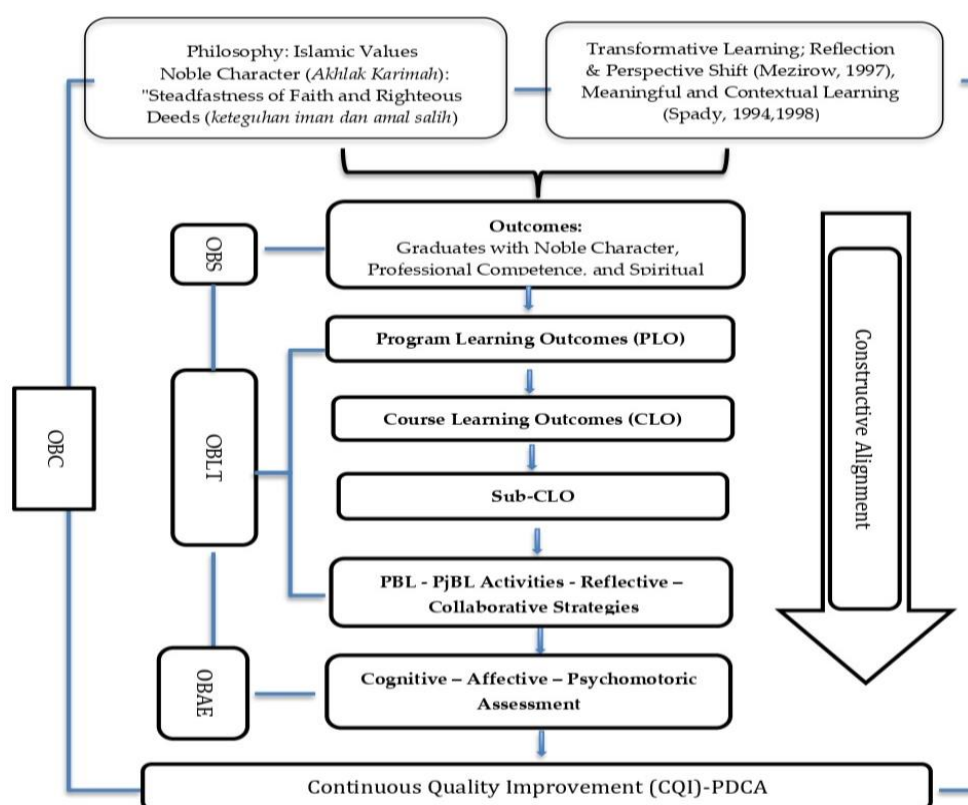 Philosophy: Islamic Values
Noble Character (Akhlak Karimah):
"Steadfastness of Faith and Righteous
Deeds (keteguhan iman dan amal salih)
Transformative Learning; Reflection
& Perspective Shift (Mezirow, 1997),
Meaningful and Contextual Learning
(Spady, 1994,1998)
Outcomes:
Graduates with Noble Character,
Professional Competence, and Spiritual
OBS
Program Learning Outcomes (PLO)
Course Learning Outcomes (CLO)
OBC
OBLT
Sub-CLO
Constructive Alignment
PBL - PjBL Activities - Reflective –
Collaborative Strategies
OBAE
Cognitive – Affective – Psychomotoric
Assessment
Continuous Quality Improvement (CQI)-PDCA